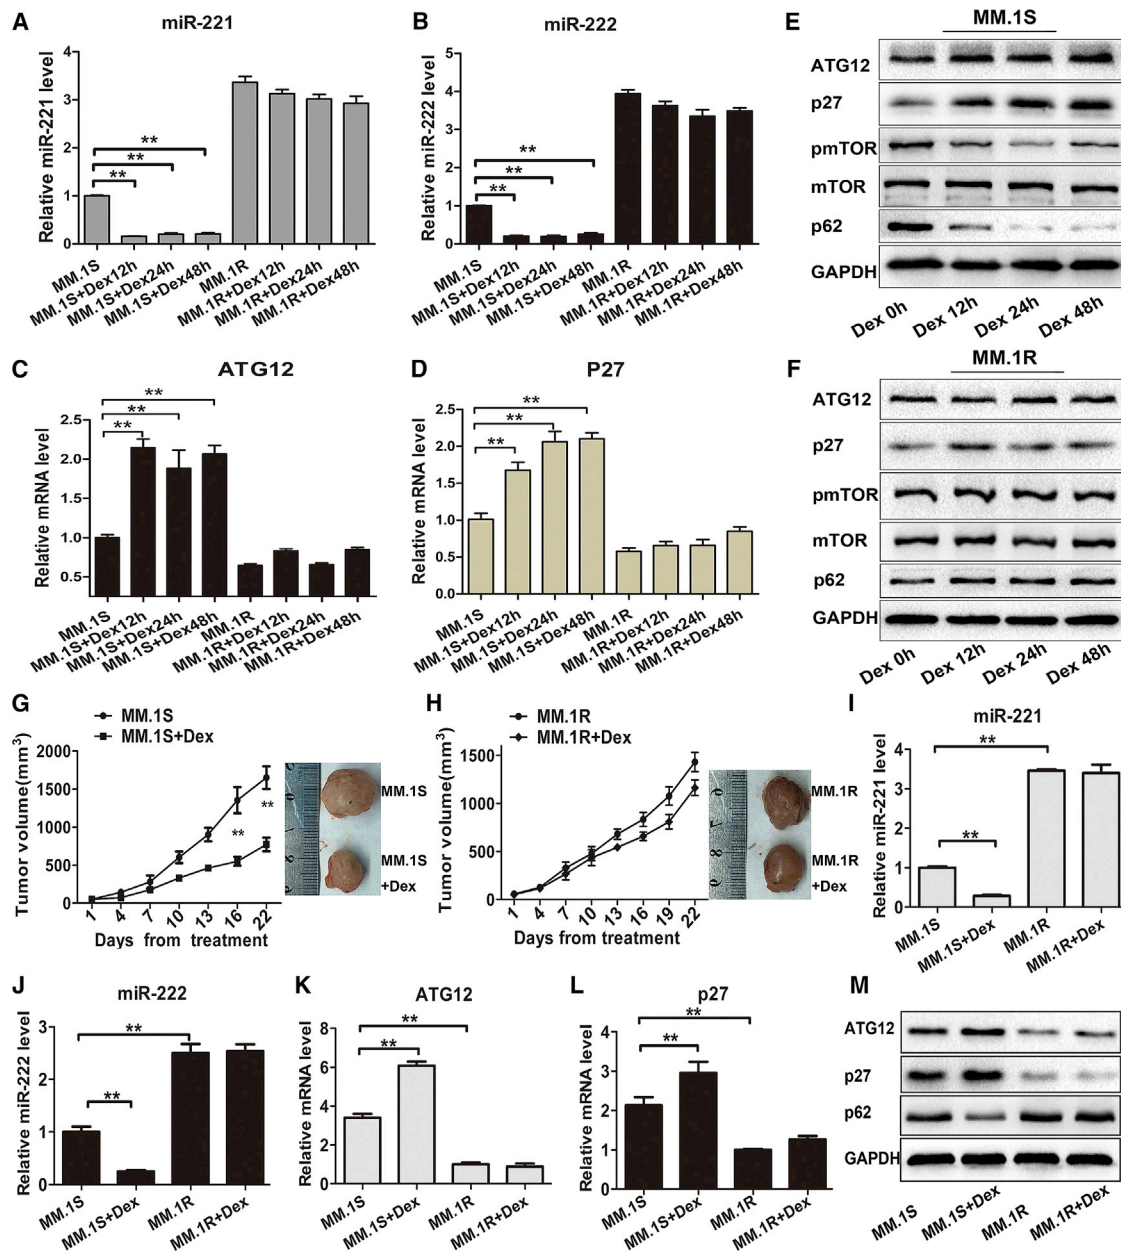 A
miR-221
Relative miR-221 level
4
3
2
1
0
**
**
**
MM.1S
MM.1S+Dex12h
MM.1S+Dex24h
MM.1S+Dex48h
MM.1R
MM.1R+Dex12h
MM.1R+Dex24h
MM.1R+Dex48h
B
miR-222
Relative miR-222 level
5
4
3
2
1
0
**
**
**
MM.1S
MM.1S+Dex12h
MM.1S+Dex24h
MM.1S+Dex48h
MM.1R
MM.1R+Dex12h
MM.1R+Dex24h
MM.1R+Dex48h
E
MM.1S
ATG12
p27
pmTOR
mTOR
p62
GAPDH
Dex 0h
Dex 12h
Dex 24h
Dex 48h
C
ATG12
Relative mRNA level
2.5
2.0
1.5
1.0
0.5
**
**
**
MM.1S
MM.1S+Dex12h
MM.1S+Dex24h
MM.1S+Dex48h
MM.1R
MM.1R+Dex12h
MM.1R+Dex24h
MM.1R+Dex48h
D
P27
Relative mRNA level
2.5
2.0
1.5
1.0
0.5
0.0
**
**
**
MM.1S
MM.1S+Dex12h
MM.1S+Dex24h
MM.1S+Dex48h
MM.1R
MM.1R+Dex12h
MM.1R+Dex24h
MM.1R+Dex48h
F
MM.1R
ATG12
p27
pmTOR
mTOR
p62
GAPDH
Dex 0h
Dex 12h
Dex 24h
Dex 48h
G
MM.1S
MM.1S+Dex
Tumor volume(mm³)
2000
1500
1000
500
0
**
**
1 4 7 10 13 16 22
Days from treatment
MM.1S
MM.1S
+Dex
H
MM.1R
MM.1R+Dex
Tumor volume(mm³)
1500
1000
500
0
1 4 7 10 13 16 19 22
Days from treatment
MM.1R
MM.1R
+Dex
I
miR-221
Relative miR-221 level
4
3
2
1
0
**
**
MM.1S
MM.1S+Dex
MM.1R
MM.1R+Dex
J
miR-222
Relative miR-222 level
3
2
1
0
**
**
MM.1S
MM.1S+Dex
MM.1R
MM.1R+Dex
K
ATG12
Relative mRNA level
8
6
4
2
0
**
**
MM.1S
MM.1S+Dex
MM.1R
MM.1R+Dex
L
p27
Relative mRNA level
4
3
2
1
0
**
**
MM.1S
MM.1S+Dex
MM.1R
MM.1R+Dex
M
ATG12
p27
p62
GAPDH
MM.1S
MM.1S+Dex
MM.1R
MM.1R+Dex